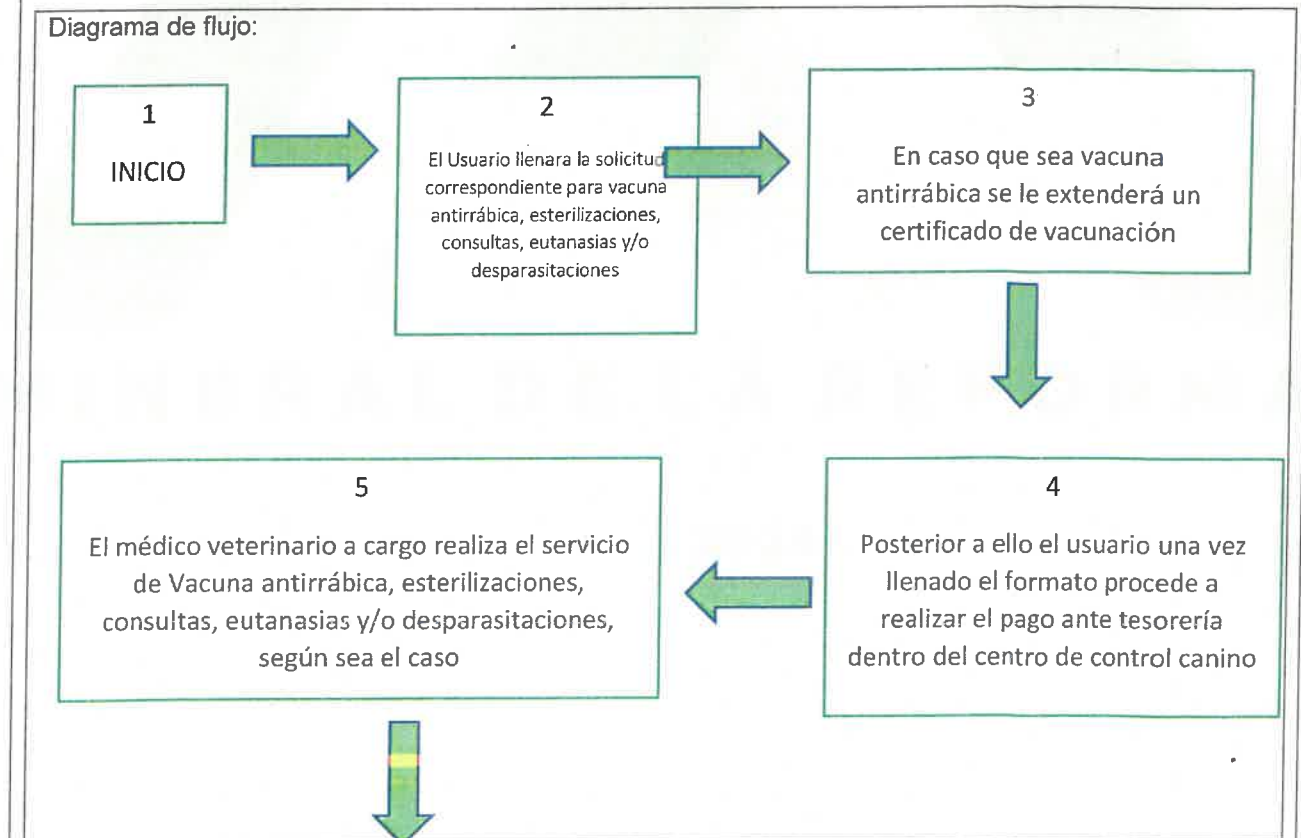 Diagrama de flujo:
1
INICIO
2
El Usuario llenara la solicitud
correspondiente para vacuna
antirrábica, esterilizaciones,
consultas, eutanasias y/o
desparasitaciones
3
En caso que sea vacuna
antirrábica se le extenderá un
certificado de vacunación
4
Posterior a ello el usuario una vez
llenado el formato procede a
realizar el pago ante tesorería
dentro del centro de control canino
5
El médico veterinario a cargo realiza el servicio
de Vacuna antirrábica, esterilizaciones,
consultas, eutanasias y/o desparasitaciones,
según sea el caso